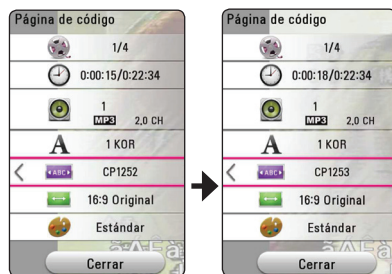 Página de código
1/4
0:00:15/0:22:34
1
MP3 2,0 CH
A 1 KOR
ABC CP1252
16:9 Original
Estándar
Cerrar
Página de código
1/4
0:00:18/0:22:34
1
MP3 2,0 CH
A 1 KOR
ABC CP1253
16:9 Original
Estándar
Cerrar